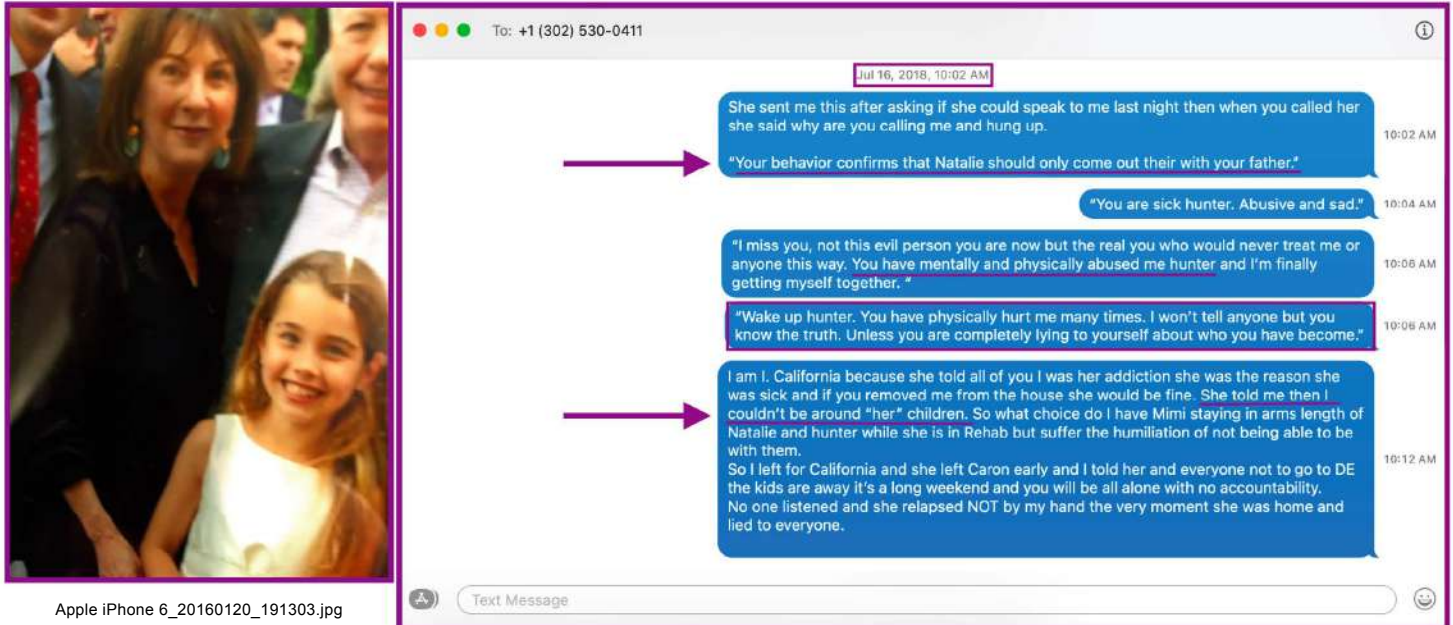 To: +1 (302) 530-0411
Jul 16, 2018, 10:02 AM
She sent me this after asking if she could speak to me last night then when you called her
she said why are you calling me and hung up.
"Your behavior confirms that Natalie should only come out their with your father."
10:02 AM
"You are sick hunter. Abusive and sad."
10:04 AM
"I miss you, not this evil person you are now but the real you who would never treat me or
anyone this way. You have mentally and physically abused me hunter and I'm finally
getting myself together. "
10:06 AM
"Wake up hunter. You have physically hurt me many times. I won't tell anyone but you
know the truth. Unless you are completely lying to yourself about who you have become."
10:06 AM
I am I. California because she told all of you I was her addiction she was the reason she
was sick and if you removed me from the house she would be fine. She told me then I
couldn't be around "her" children. So what choice do I have Mimi staying in arms length of
Natalie and hunter while she is in Rehab but suffer the humiliation of not being able to be
with them.
So I left for California and she left Caron early and I told her and everyone not to go to DE
the kids are away it's a long weekend and you will be all alone with no accountability.
No one listened and she relapsed NOT by my hand the very moment she was home and
lied to everyone.
10:12 AM
Text Message
Apple iPhone 6_20160120_191303.jpg